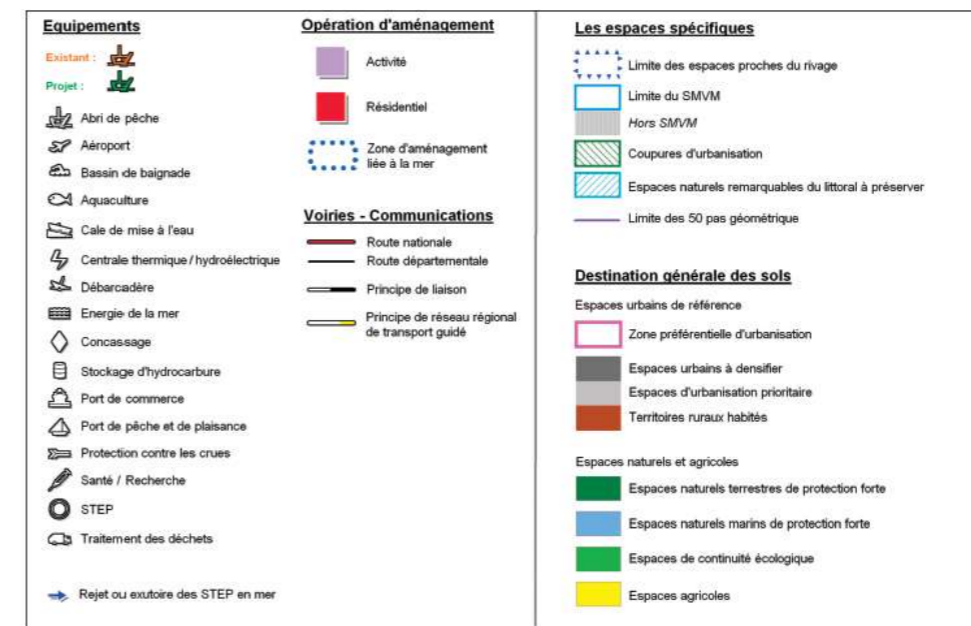 Equipements
Existant :
Projet :
Abri de pêche
Aéroport
Bassin de baignade
Aquaculture
Cale de mise à l'eau
Centrale thermique / hydroélectrique
Débarcadère
Energie de la mer
Concassage
Stockage d'hydrocarbure
Port de commerce
Port de pêche et de plaisance
Protection contre les crues
Santé / Recherche
STEP
Traitement des déchets
Rejet ou exutoire des STEP en mer
Opération d'aménagement
Activité
Résidentiel
Zone d'aménagement
liée à la mer
Voiries - Communications
Route nationale
Route départementale
Principe de liaison
Principe de réseau régional
de transport guidé
Les espaces spécifiques
Limite des espaces proches du rivage
Limite du SMVM
Hors SMVM
Coupures d'urbanisation
Espaces naturels remarquables du littoral à préserver
Limite des 50 pas géométrique
Destination générale des sols
Espaces urbains de référence
Zone préférentielle d'urbanisation
Espaces urbains à densifier
Espaces d'urbanisation prioritaire
Territoires ruraux habités
Espaces naturels et agricoles
Espaces naturels terrestres de protection forte
Espaces naturels marins de protection forte
Espaces de continuité écologique
Espaces agricoles